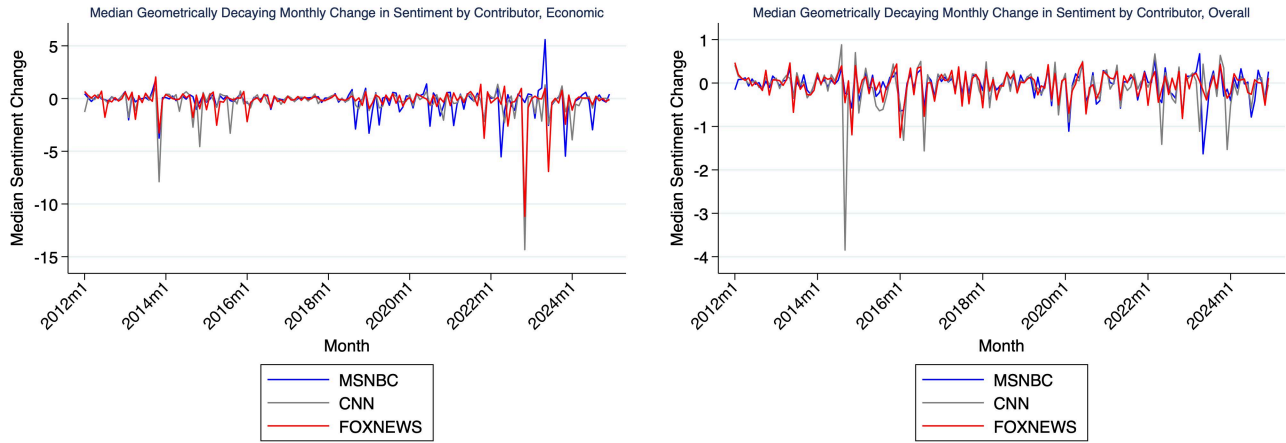 Median Geometrically Decaying Monthly Change in Sentiment by Contributor, Economic
Median Sentiment Change
5
0
-5
-10
-15
2012m1
2014m1
2016m1
2018m1
2020m1
2022m1
2024m1
Month
MSNBC
CNN
FOXNEWS
Median Geometrically Decaying Monthly Change in Sentiment by Contributor, Overall
Median Sentiment Change
1
0
-1
-2
-3
-4
2012m1
2014m1
2016m1
2018m1
2020m1
2022m1
2024m1
Month
MSNBC
CNN
FOXNEWS